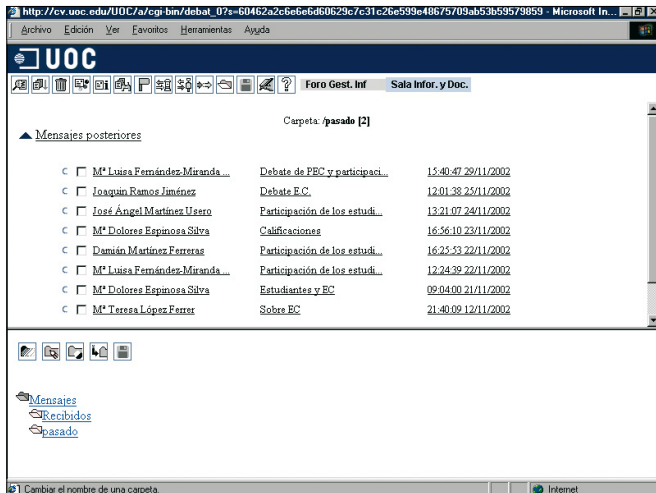 http://cv.uoc.edu/UOC/a/cgi-bin/debat_0?s=60462a2c6e6e6d60629c7c31c26e599e48675709ab53b59579859 - Microsoft In...
Archivo Edición Ver Favoritos Herramientas Ayuda
UOC
Foro Gest. Inf Sala Infor. y Doc.
Carpeta: /pasado [2]
Mensajes posteriores
C Mª Luisa Fernández-Miranda ... Debate de PEC y participaci... 15:40:47 29/11/2002
C Joaquin Ramos Jiménez Debate E.C. 12:01:38 25/11/2002
C José Ángel Martínez Usero Participación de los estudi... 13:21:07 24/11/2002
C Mª Dolores Espinosa Silva Calificaciones 16:56:10 23/11/2002
C Damián Martínez Ferreras Participación de los estudi... 16:25:53 22/11/2002
C Mª Luisa Fernández-Miranda ... Participación de los estudi... 12:24:39 22/11/2002
C Mª Dolores Espinosa Silva Estudiantes y EC 09:04:00 21/11/2002
C Mª Teresa López Ferrer Sobre EC 21:40:09 12/11/2002
Mensajes
Recibidos
pasado
Cambiar el nombre de una carpeta. Internet